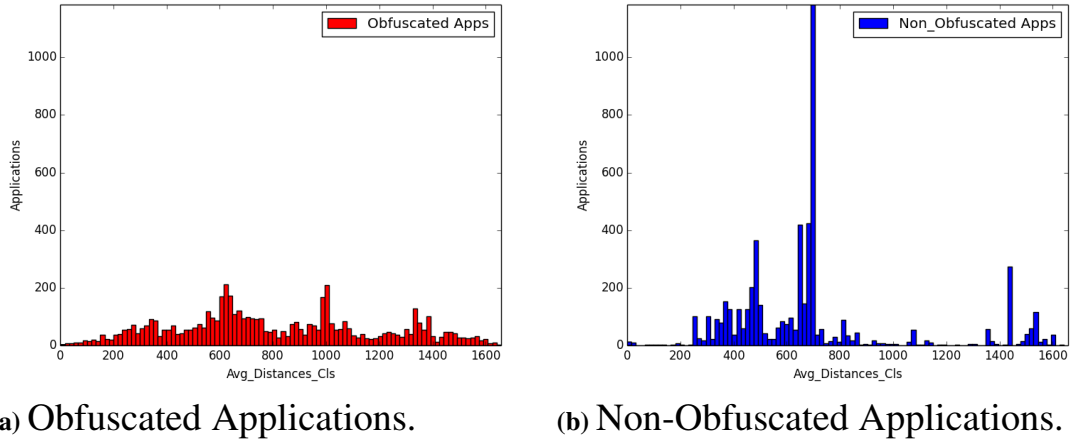 Obfuscated Apps
1000
800
600
400
200
0
Applications
0 200 400 600 800 1000 1200 1400 1600
Avg_Distances_Cls
Non_Obfuscated Apps
1000
800
600
400
200
0
Applications
0 200 400 600 800 1000 1200 1400 1600
Avg_Distances_Cls
a) Obfuscated Applications.
(b) Non-Obfuscated Applications.